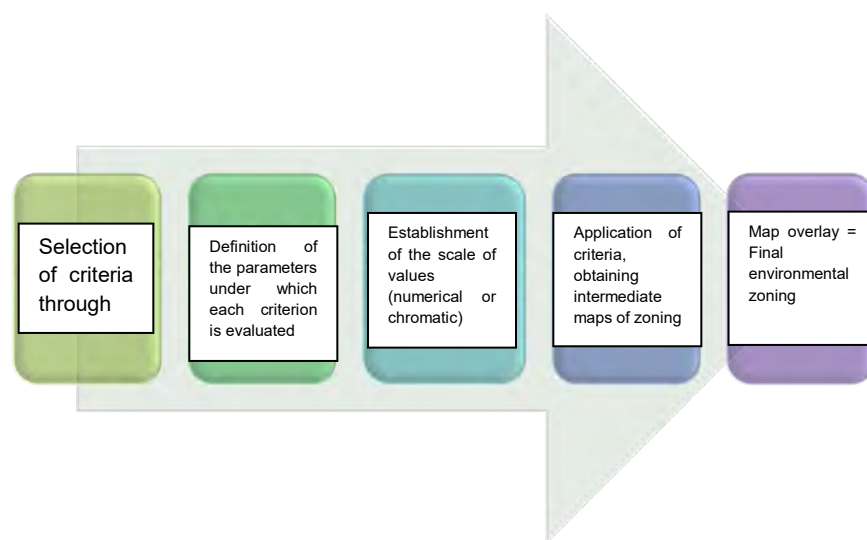 Selection
of criteria
through
Definition of
the parameters
under which
each criterion
is evaluated
Establishment
of the scale of
values
(numerical or
chromatic)
Application of
criteria,
obtaining
intermediate
maps of zoning
Map overlay =
Final
environmental
zoning